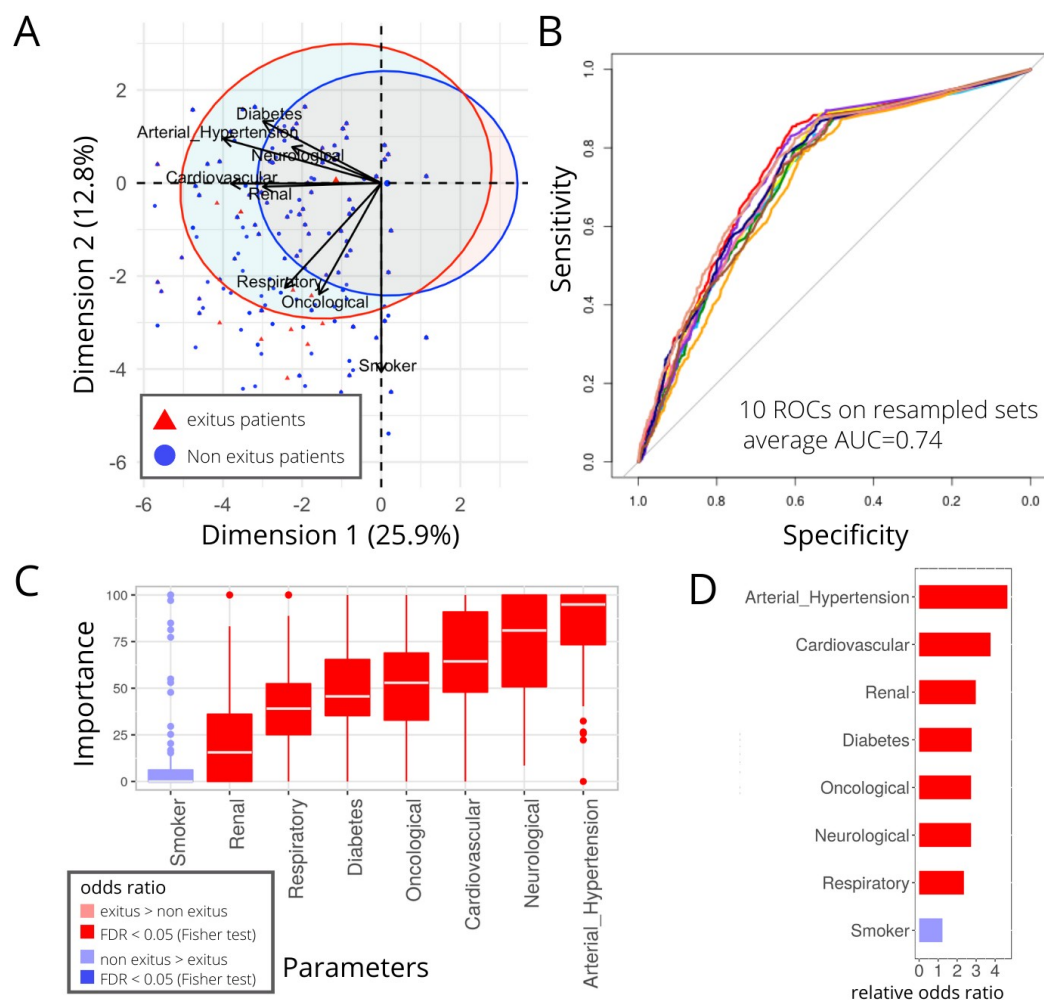 A
Dimension 2 (12.8%)
2
0
-2
-4
-6
Diabetes
Arterial_Hypertension
Neurological
Cardiovascular
Renal
Respiratory
Oncological
Smoker
exitus patients
Non exitus patients
-6 -4 -2 0 2
Dimension 1 (25.9%)
B
Sensitivity
1.0
0.8
0.6
0.4
0.2
0.0
10 ROCs on resampled sets
average AUC=0.74
1.0 0.8 0.6 0.4 0.2 0.0
Specificity
C
Importance
100
75
50
25
0
Smoker
Renal
Respiratory
Diabetes
Oncological
Cardiovascular
Neurological
Arterial_Hypertension
Parameters
odds ratio
exitus > non exitus
FDR < 0.05 (Fisher test)
non exitus > exitus
FDR < 0.05 (Fisher test)
D
Arterial_Hypertension
Cardiovascular
Renal
Diabetes
Oncological
Neurological
Respiratory
Smoker
0 1 2 3 4
relative odds ratio